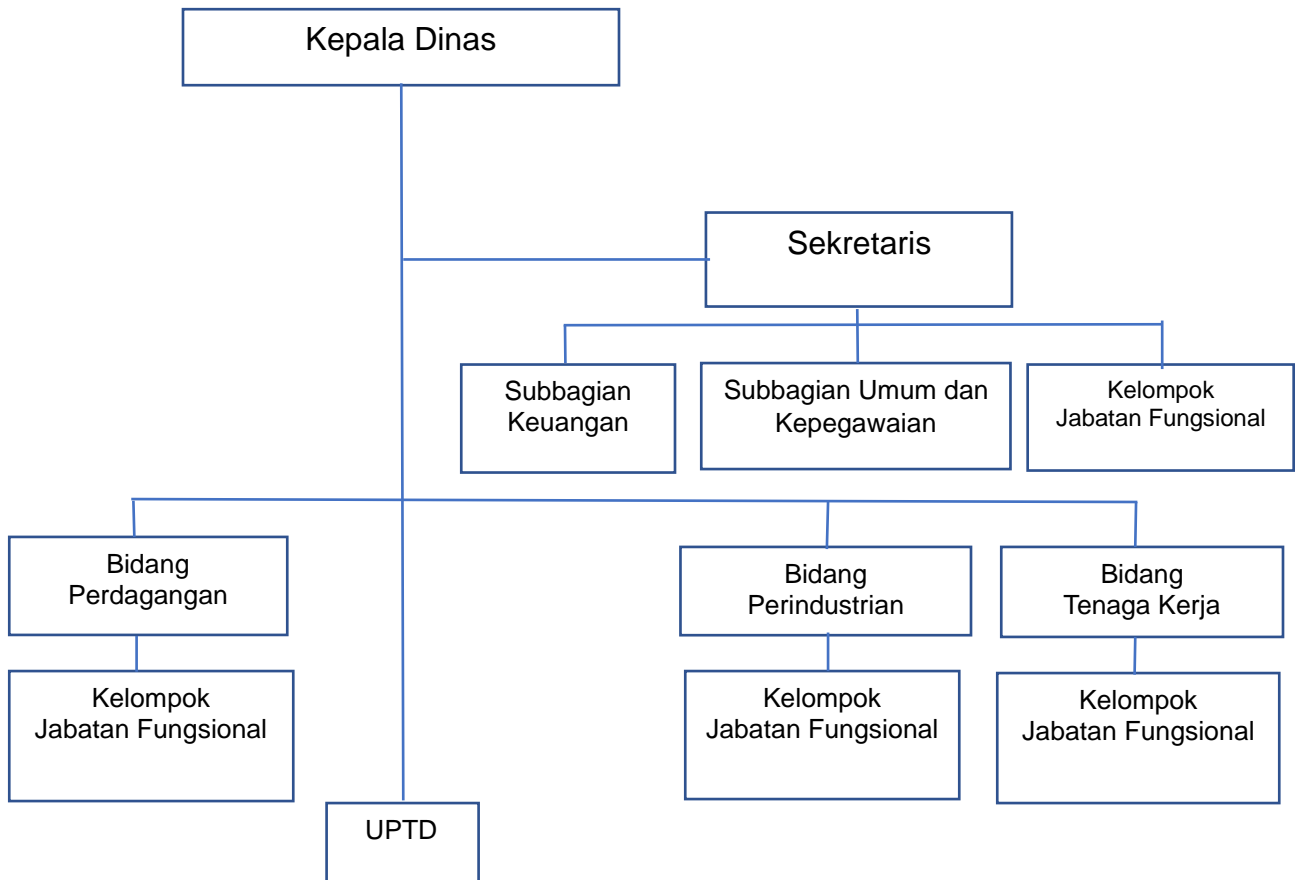 Kepala Dinas
Sekretaris
Subbagian
Keuangan
Subbagian Umum dan
Kepegawaian
Kelompok
Jabatan Fungsional
Bidang
Perdagangan
Bidang
Perindustrian
Bidang
Tenaga Kerja
Kelompok
Jabatan Fungsional
Kelompok
Jabatan Fungsional
Kelompok
Jabatan Fungsional
UPTD